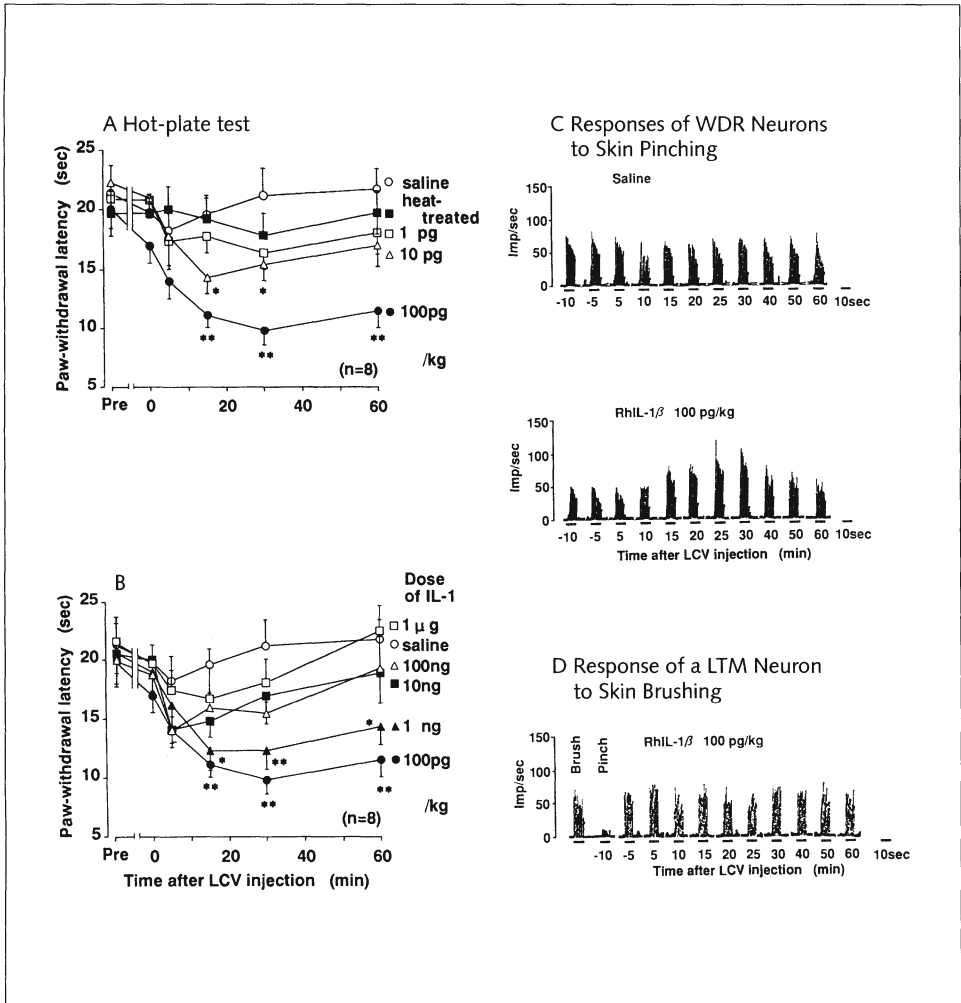 A Hot-plate test
Paw-withdrawal latency (sec)
25
20
15
10
5
saline
heat-
treated
1 pg
10 pg
100pg
/kg
*
*
**
**
**
(n=8)
Pre 0 20 40 60
B
Paw-withdrawal latency (sec)
25
20
15
10
5
Dose
of IL-1
1 μg
saline
100ng
10ng
1 ng
100pg
/kg
*
**
*
**
**
**
(n=8)
Pre 0 20 40 60
Time after LCV injection (min)
C Responses of WDR Neurons
to Skin Pinching
Saline
Imp/sec
150
100
50
0
-10 -5 5 10 15 20 25 30 40 50 60 10sec
RhIL-1β 100 pg/kg
Imp/sec
150
100
50
0
-10 -5 5 10 15 20 25 30 40 50 60 10sec
Time after LCV injection (min)
D Response of a LTM Neuron
to Skin Brushing
RhIL-1β 100 pg/kg
Brush
Pinch
Imp/sec
150
100
50
0
-10 -5 5 10 15 20 25 30 40 50 60 10sec
Time after LCV injection (min)